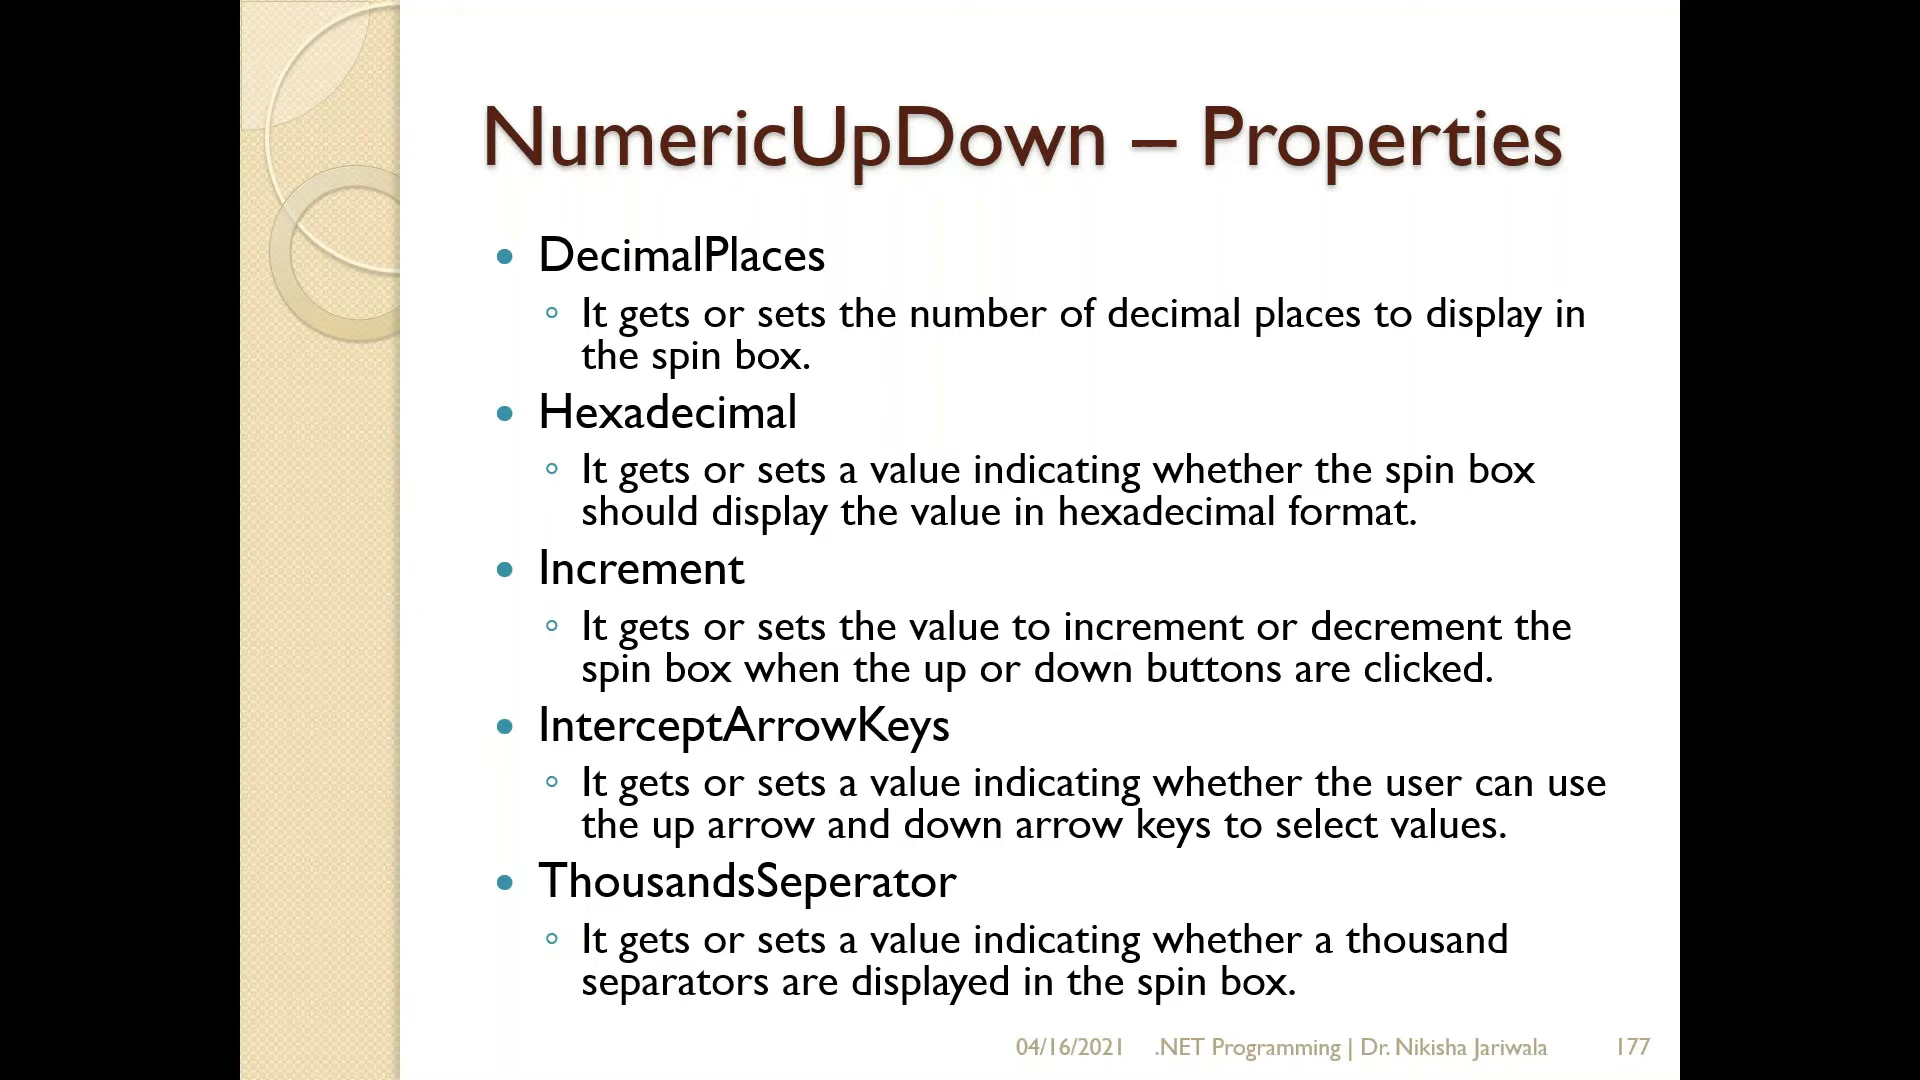 NumericUpDown – Properties
• DecimalPlaces
◦ It gets or sets the number of decimal places to display in
the spin box.
• Hexadecimal
◦ It gets or sets a value indicating whether the spin box
should display the value in hexadecimal format.
• Increment
◦ It gets or sets the value to increment or decrement the
spin box when the up or down buttons are clicked.
• InterceptArrowKeys
◦ It gets or sets a value indicating whether the user can use
the up arrow and down arrow keys to select values.
• ThousandsSeperator
◦ It gets or sets a value indicating whether a thousand
separators are displayed in the spin box.
04/16/2021 .NET Programming | Dr. Nikisha Jariwala 177